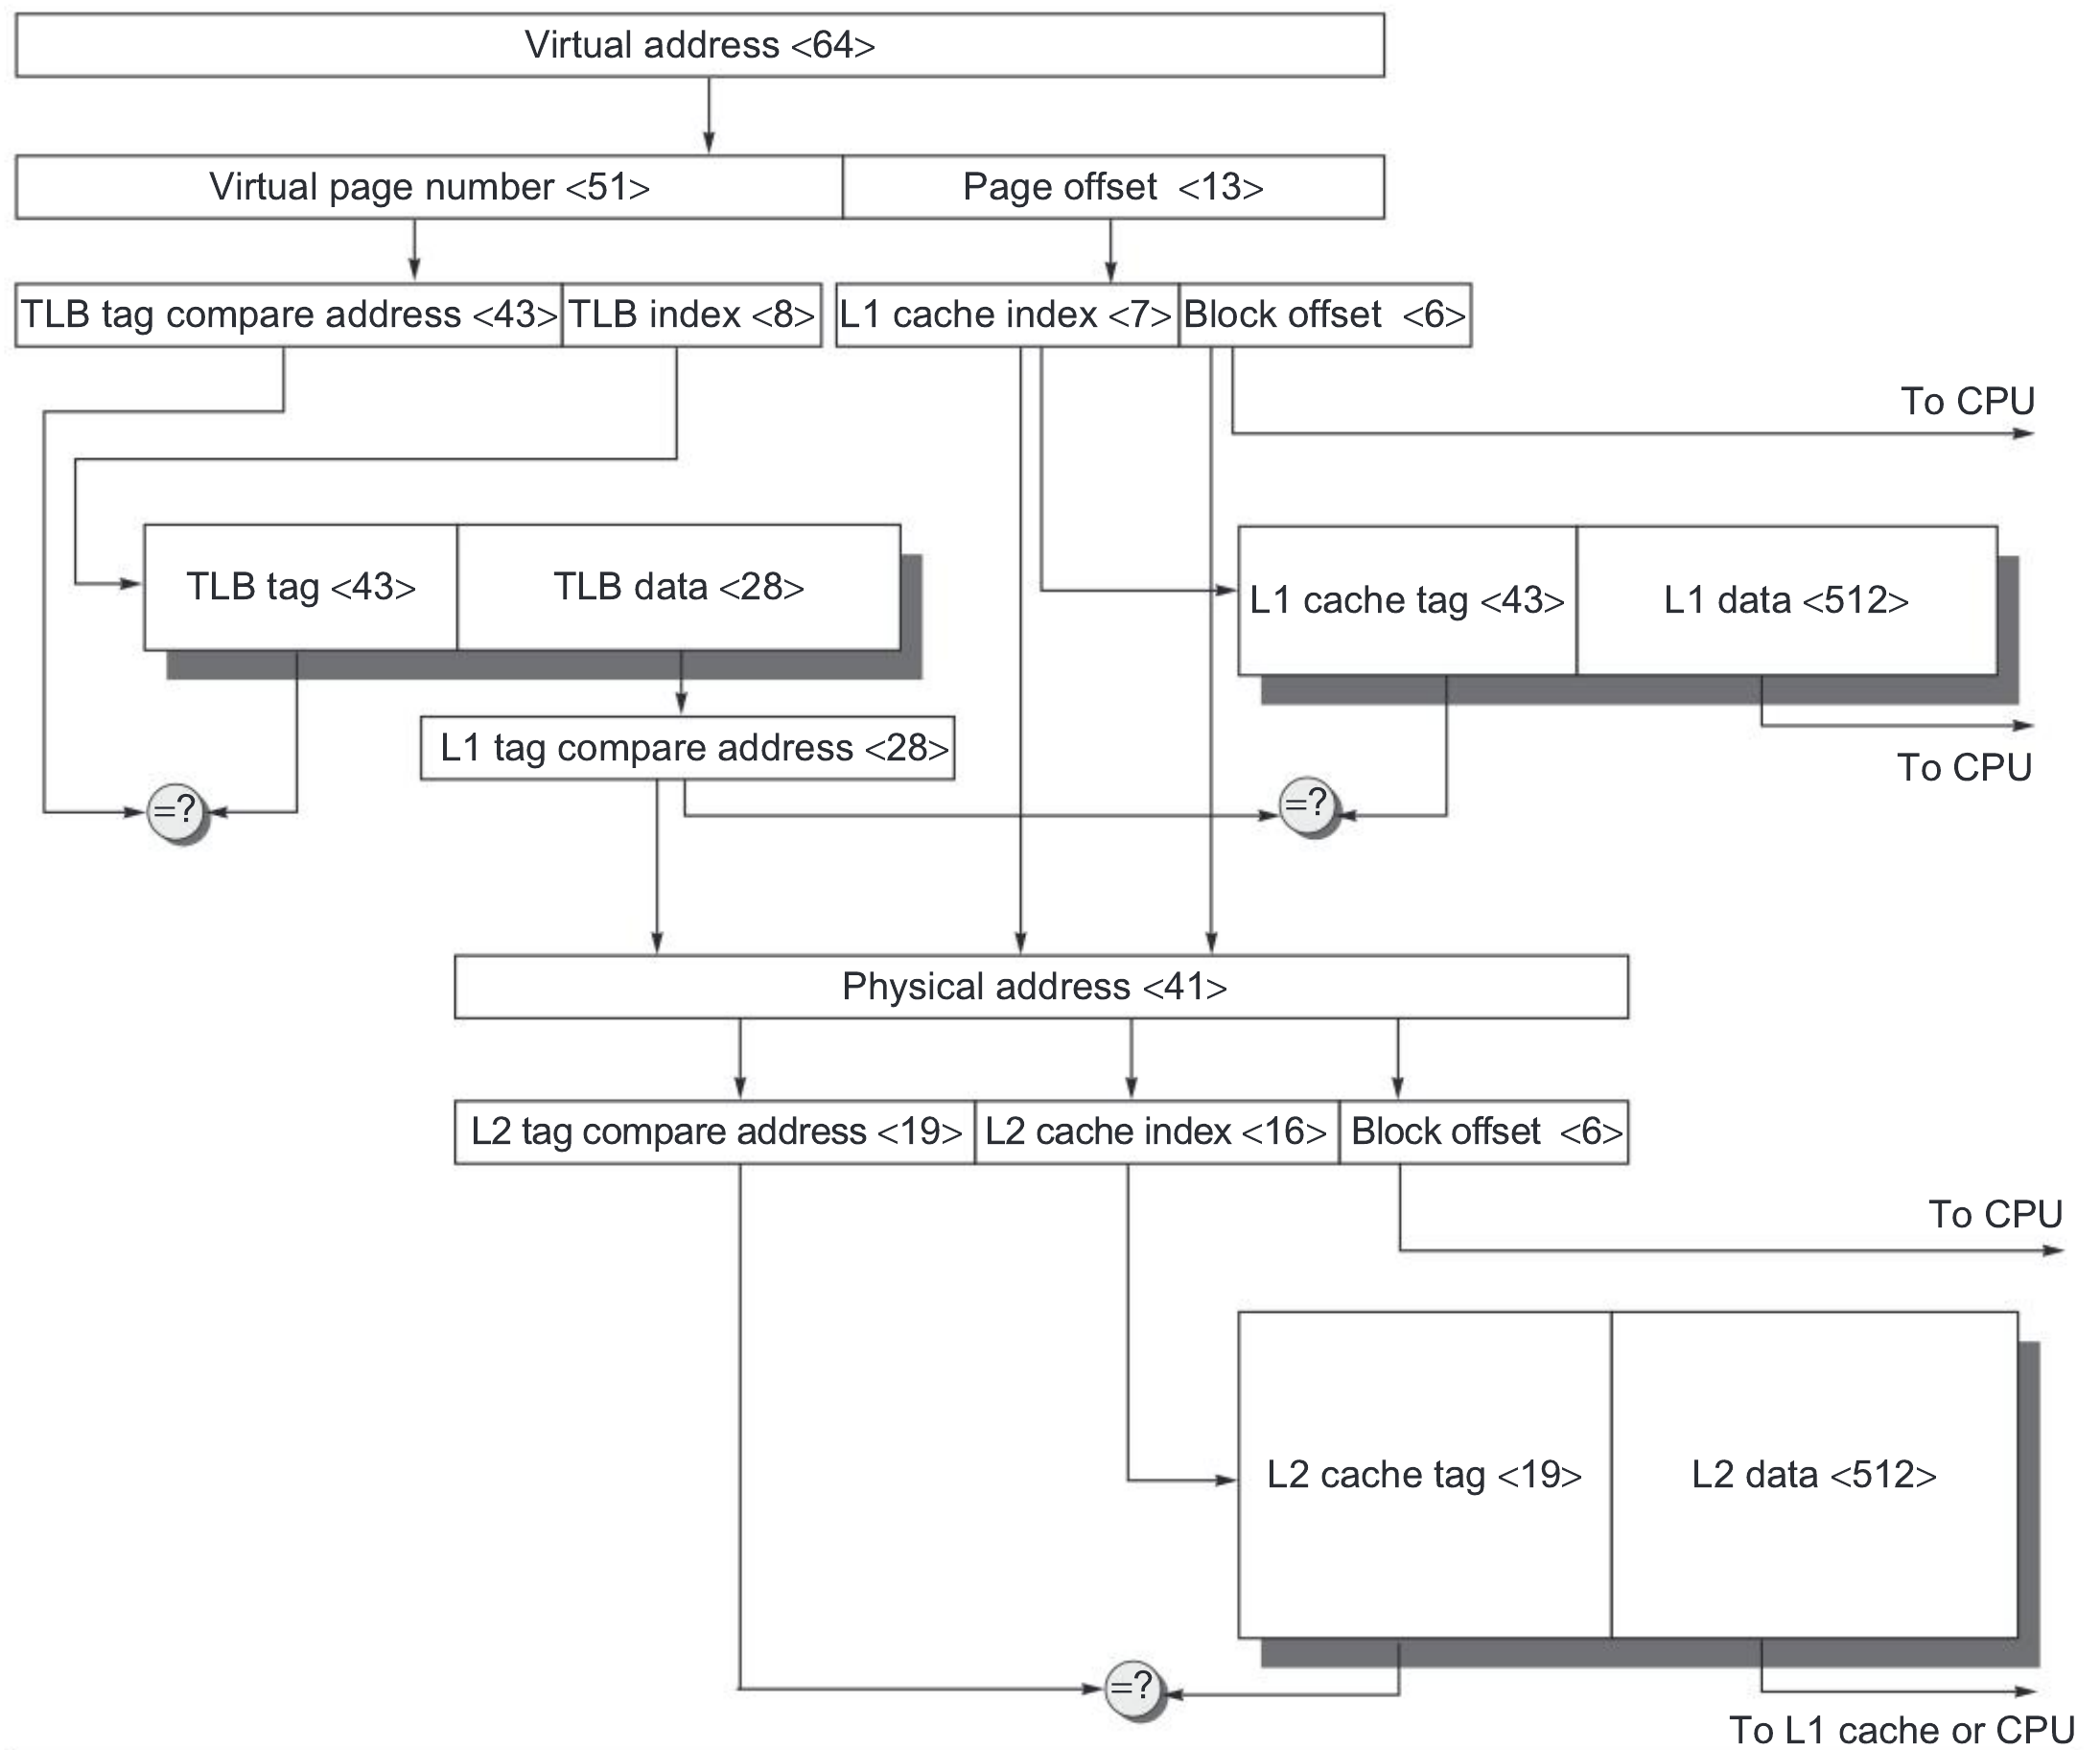 Virtual address <64>
Virtual page number <51>
Page offset <13>
TLB tag compare address <43>
TLB index <8>
L1 cache index <7>
Block offset <6>
To CPU
TLB tag <43>
TLB data <28>
L1 cache tag <43>
L1 data <512>
L1 tag compare address <28>
To CPU
=?
=?
Physical address <41>
L2 tag compare address <19>
L2 cache index <16>
Block offset <6>
To CPU
L2 cache tag <19>
L2 data <512>
=?
To L1 cache or CPU